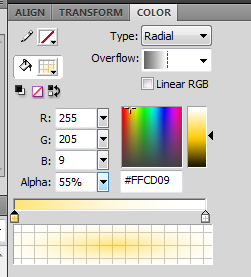 ALIGN TRANSFORM COLOR
Type: Radial
Overflow:
Linear RGB
R: 255
G: 205
B: 9
Alpha: 55% #FFCD09